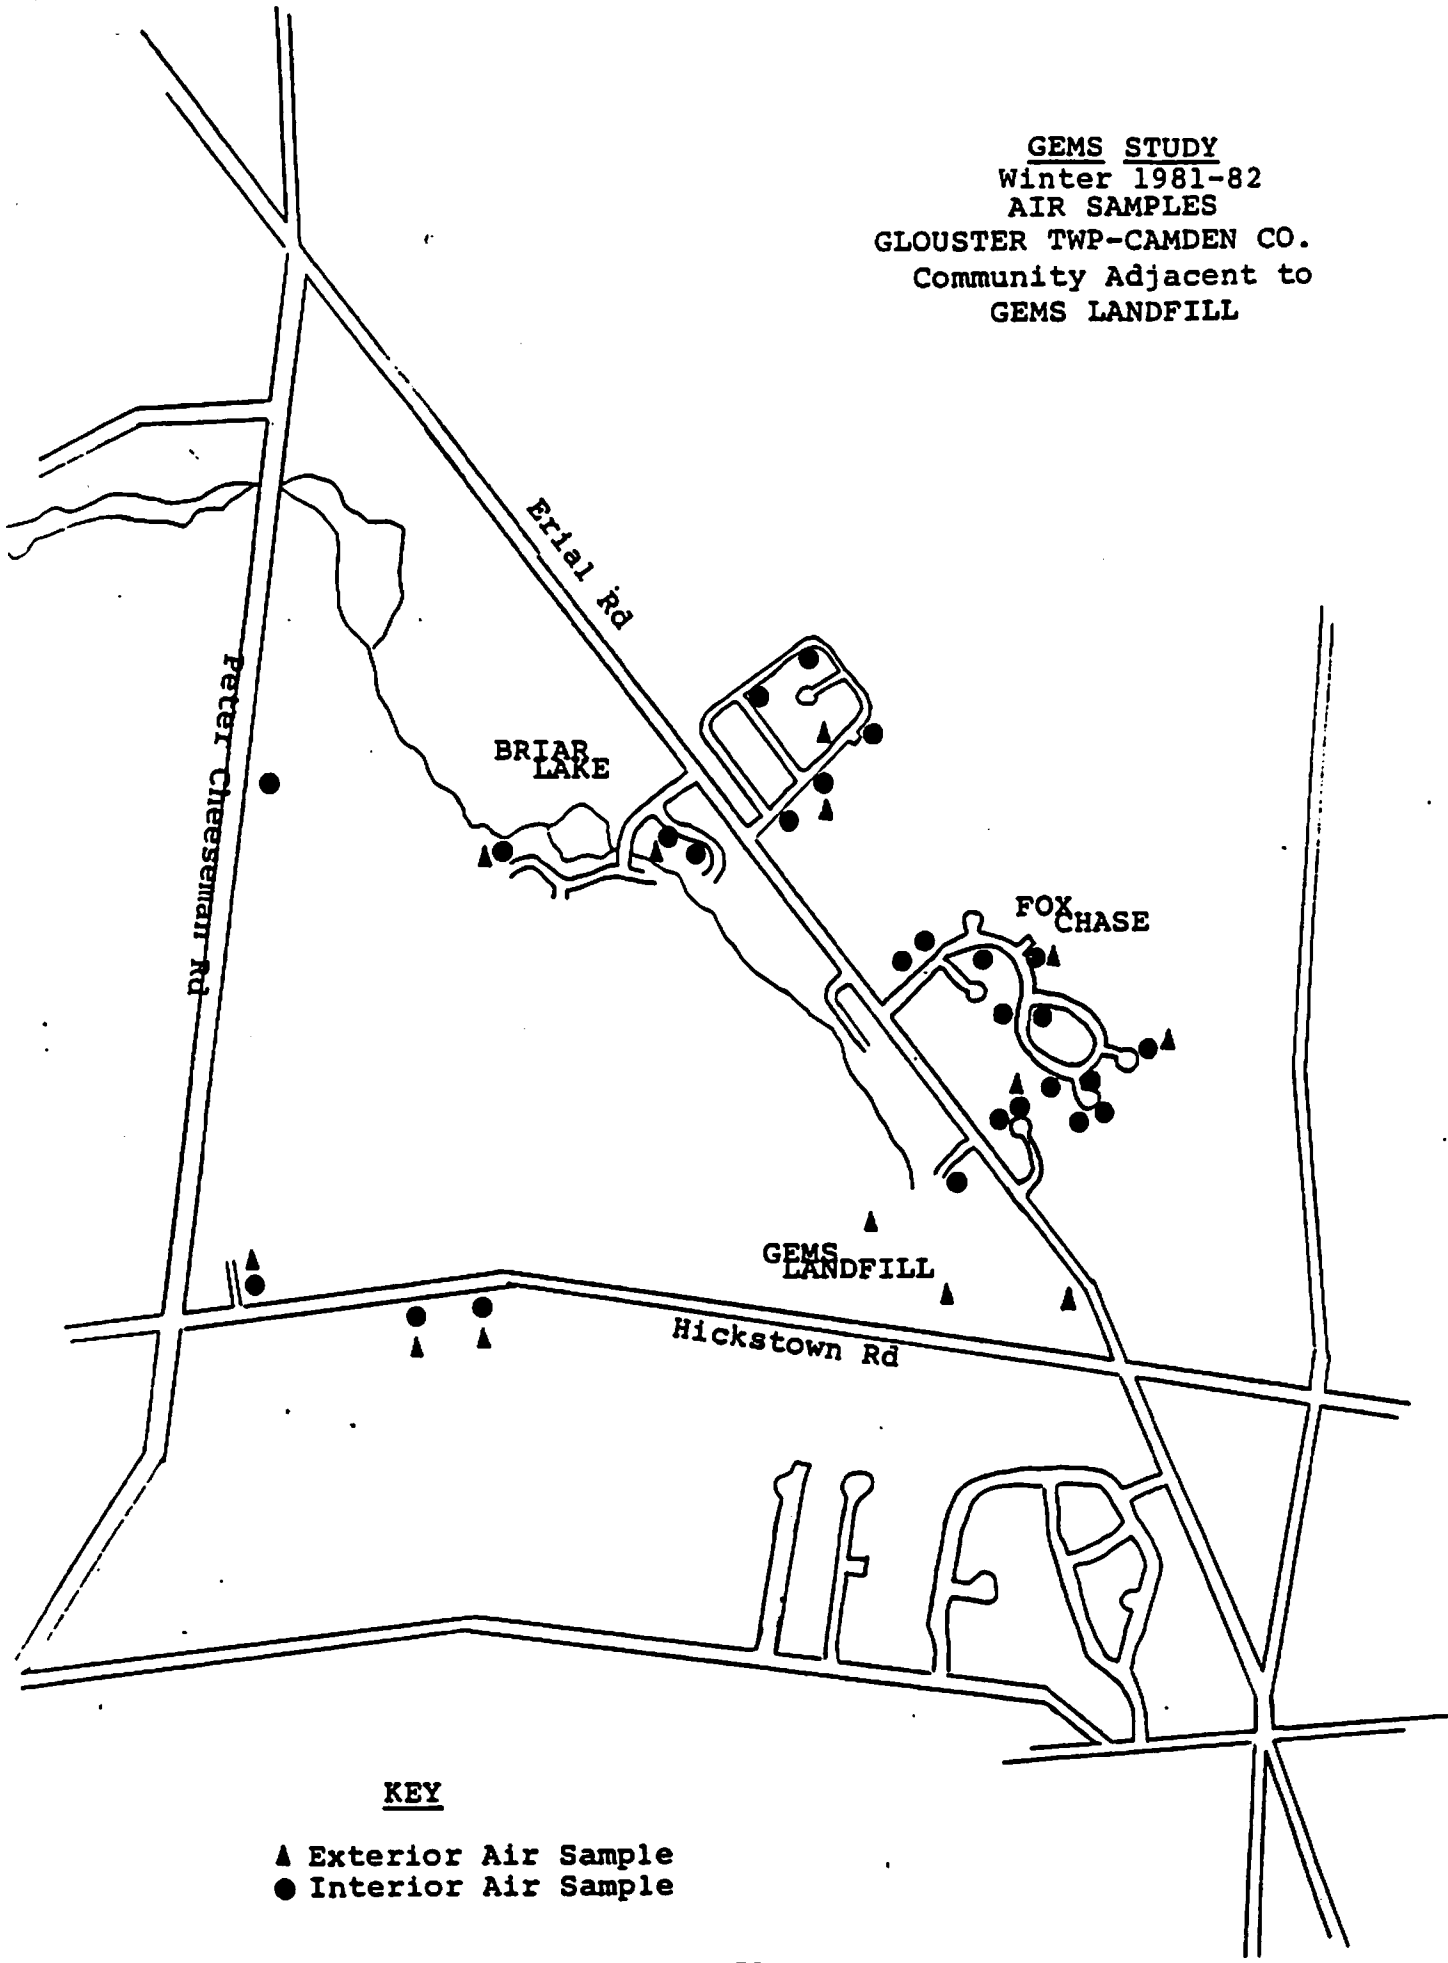 GEMS STUDY
Winter 1981-82
AIR SAMPLES
GLOUSTER TWP-CAMDEN CO.
Community Adjacent to
GEMS LANDFILL
Erial Rd
Peter Cheeseman Rd
BRIAR
LAKE
FOX
CHASE
GEMS
LANDFILL
Hickstown Rd
KEY
Exterior Air Sample
Interior Air Sample